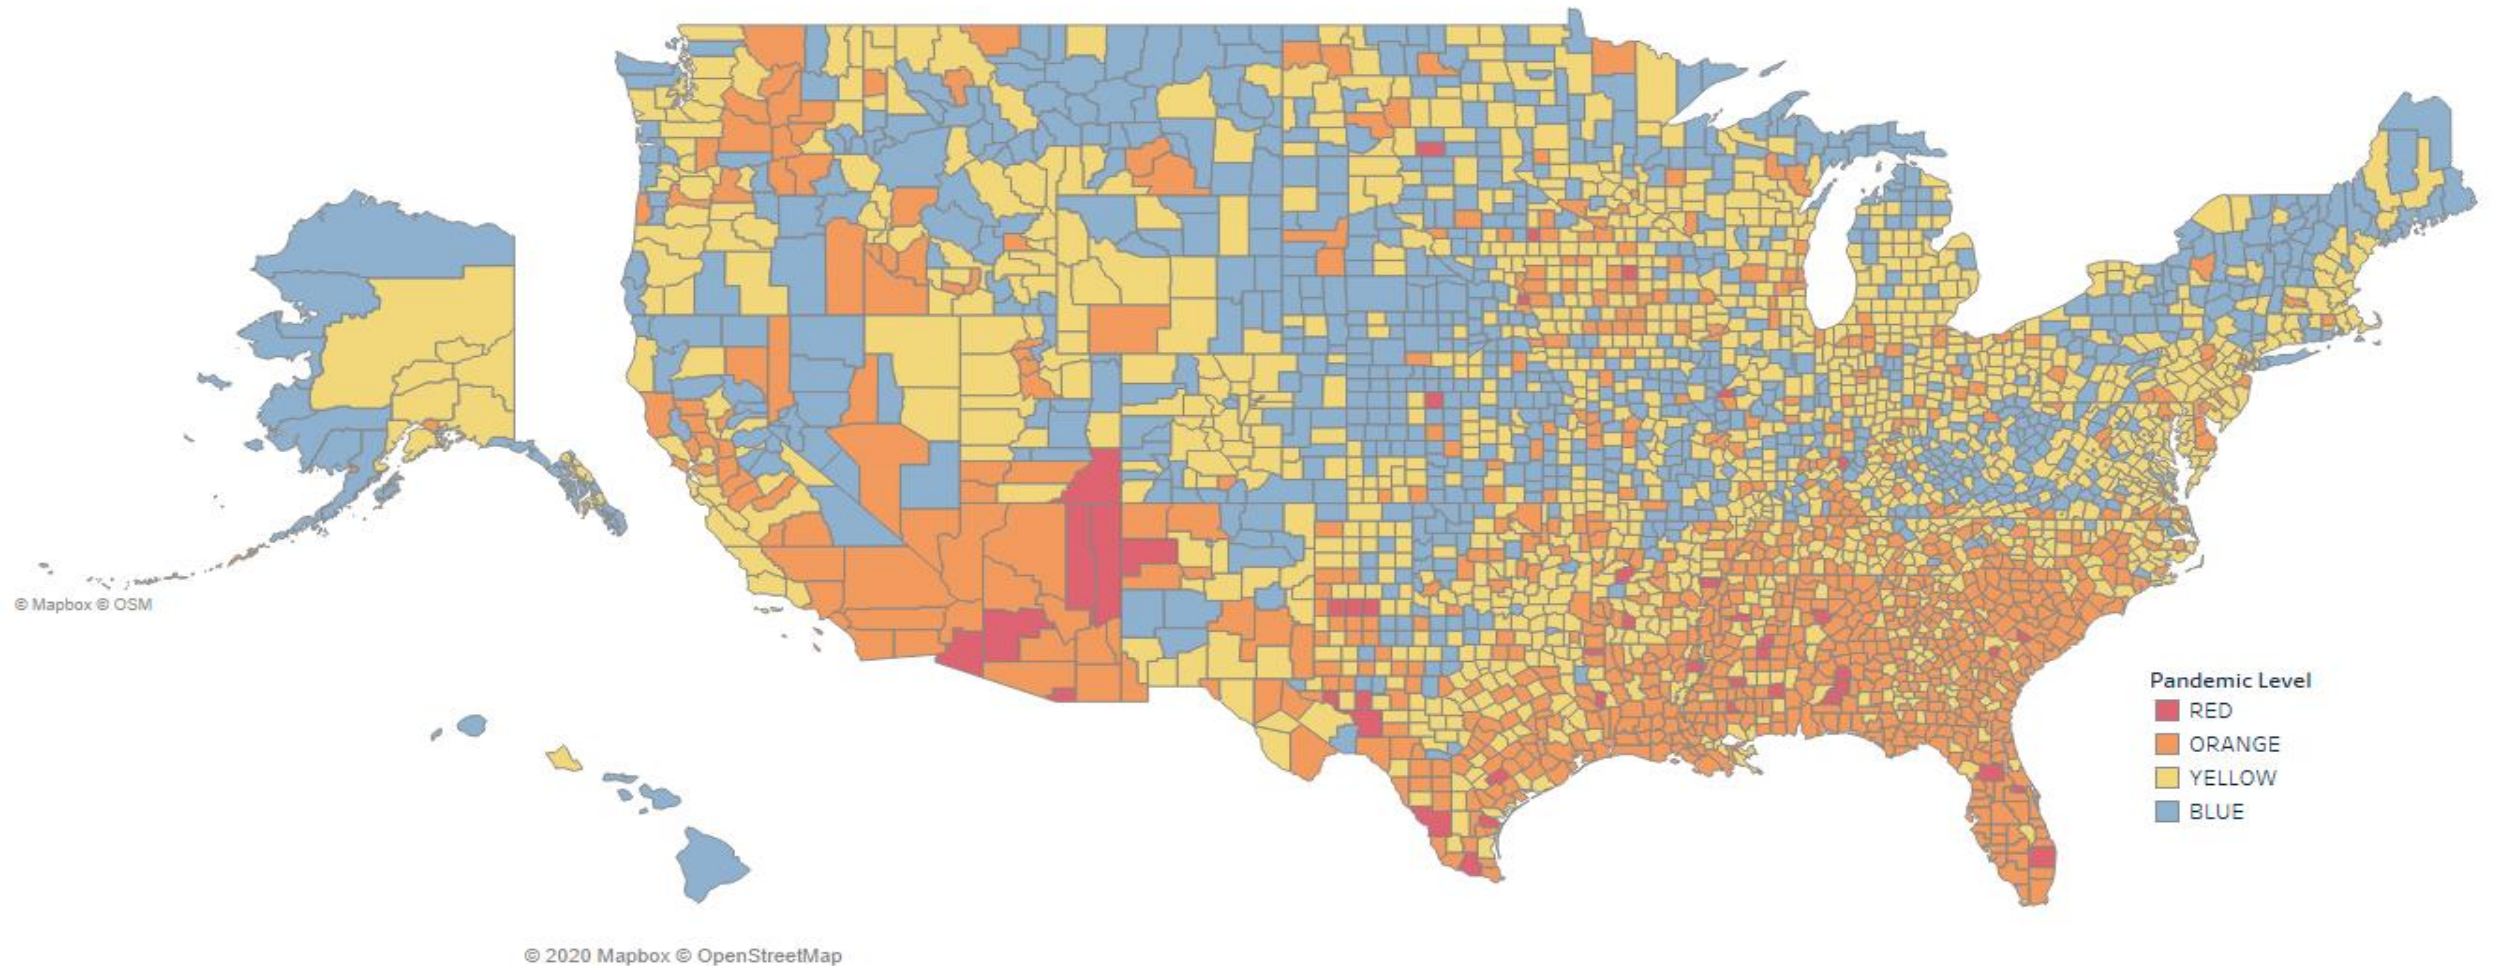 © Mapbox © OSM
Pandemic Level
RED
ORANGE
YELLOW
BLUE
© 2020 Mapbox © OpenStreetMap